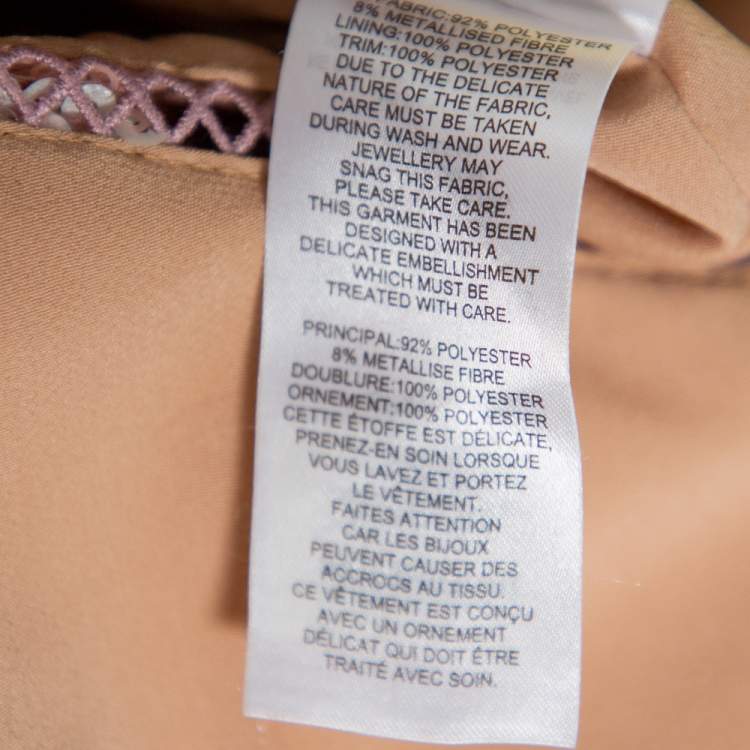 FABRIC:92% POLYESTER
8% METALLISED FIBRE
LINING:100% POLYESTER
TRIM:100% POLYESTER
DUE TO THE DELICATE
NATURE OF THE FABRIC,
CARE MUST BE TAKEN
DURING WASH AND WEAR.
JEWELLERY MAY
SNAG THIS FABRIC,
PLEASE TAKE CARE.
THIS GARMENT HAS BEEN
DESIGNED WITH A
DELICATE EMBELLISHMENT
WHICH MUST BE
TREATED WITH CARE.
PRINCIPAL:92% POLYESTER
8% METALLISE FIBRE
DOUBLURE:100% POLYESTER
ORNEMENT:100% POLYESTER
CETTE ÉTOFFE EST DÉLICATE,
PRENEZ-EN SOIN LORSQUE
VOUS LAVEZ ET PORTEZ
LE VÊTEMENT.
FAITES ATTENTION
CAR LES BIJOUX
PEUVENT CAUSER DES
ACCROCS AU TISSU.
CE VÊTEMENT EST CONÇU
AVEC UN ORNEMENT
DÉLICAT QUI DOIT ÊTRE
TRAITÉ AVEC SOIN.